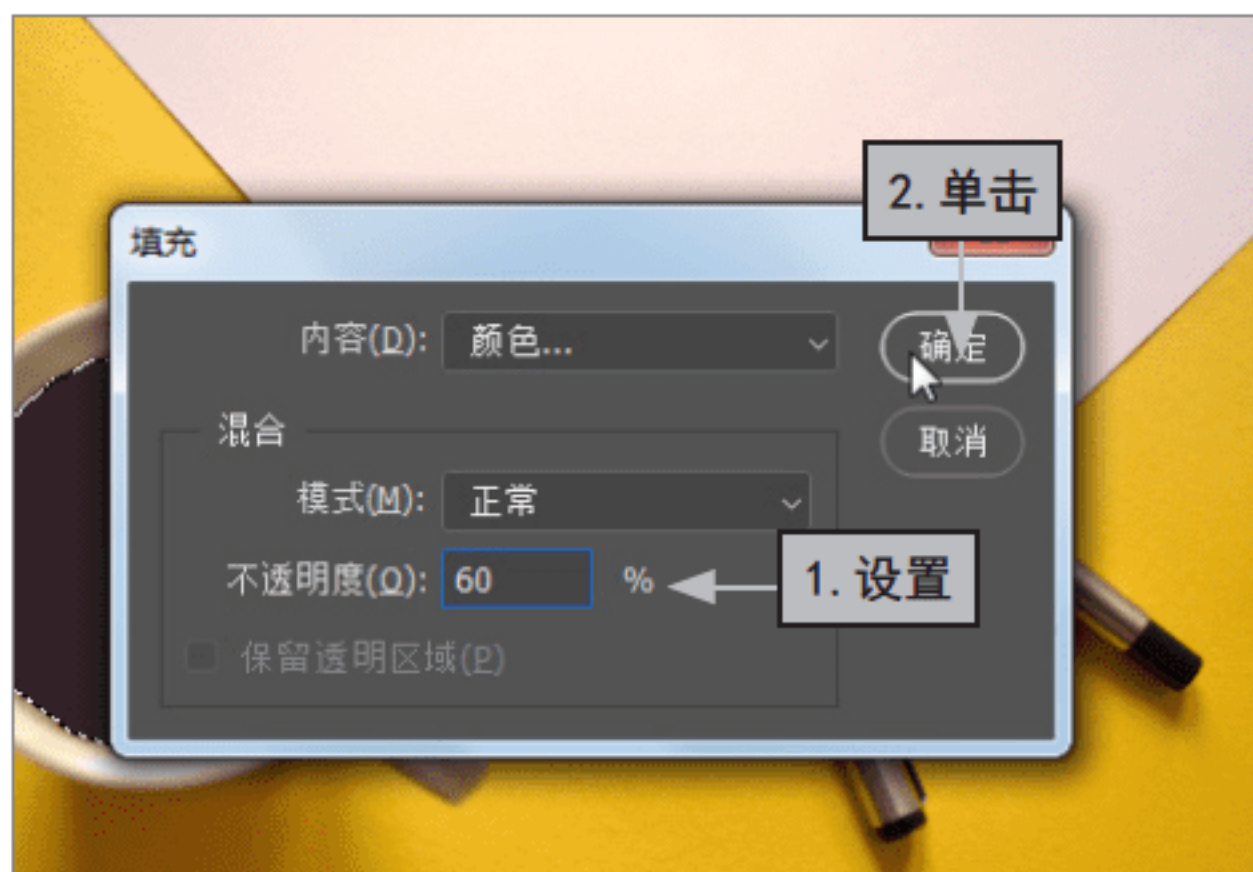 2. 单击
填充
内容(D): 颜色... 确定
取消
混合
模式(M): 正常
不透明度(O): 60 %
1. 设置
保留透明区域(P)